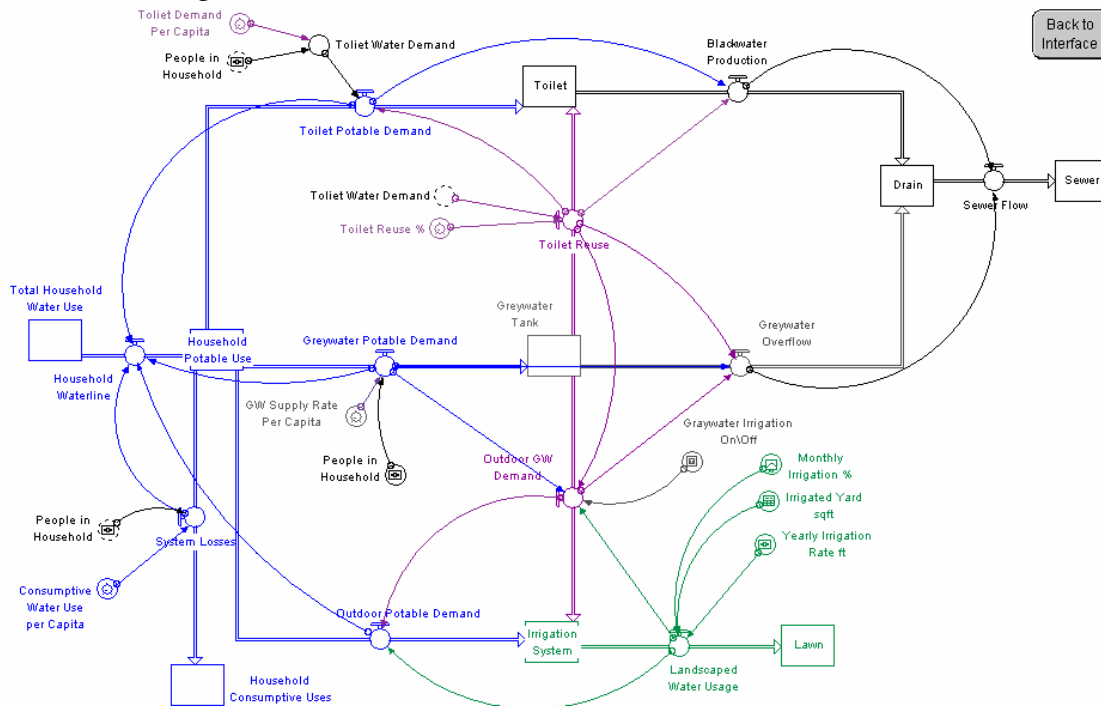 Toliet Demand
Per Capita
Back to
Interface
People in
Household
Toliet Water Demand
Blackwater
Production
Toilet
Toilet Potable Demand
Toliet Water Demand
Toilet Reuse %
Toilet Reuse
Drain
Sewer Flow
Sewer
Total Household
Water Use
Household
Potable Use
Household
Waterline
Greywater Potable Demand
Greywater
Tank
Greywater
Overflow
GW Supply Rate
Per Capita
People in
Household
Outdoor GW
Demand
Graywater Irrigation
On\Off
Monthly
Irrigation %
Irrigated Yard
sqft
Yearly Irrigation
Rate ft
People in
Household
System Losses
Consumptive
Water Use
per Capita
Outdoor Potable Demand
Irrigation
System
Landscaped
Water Usage
Lawn
Household
Consumptive Uses